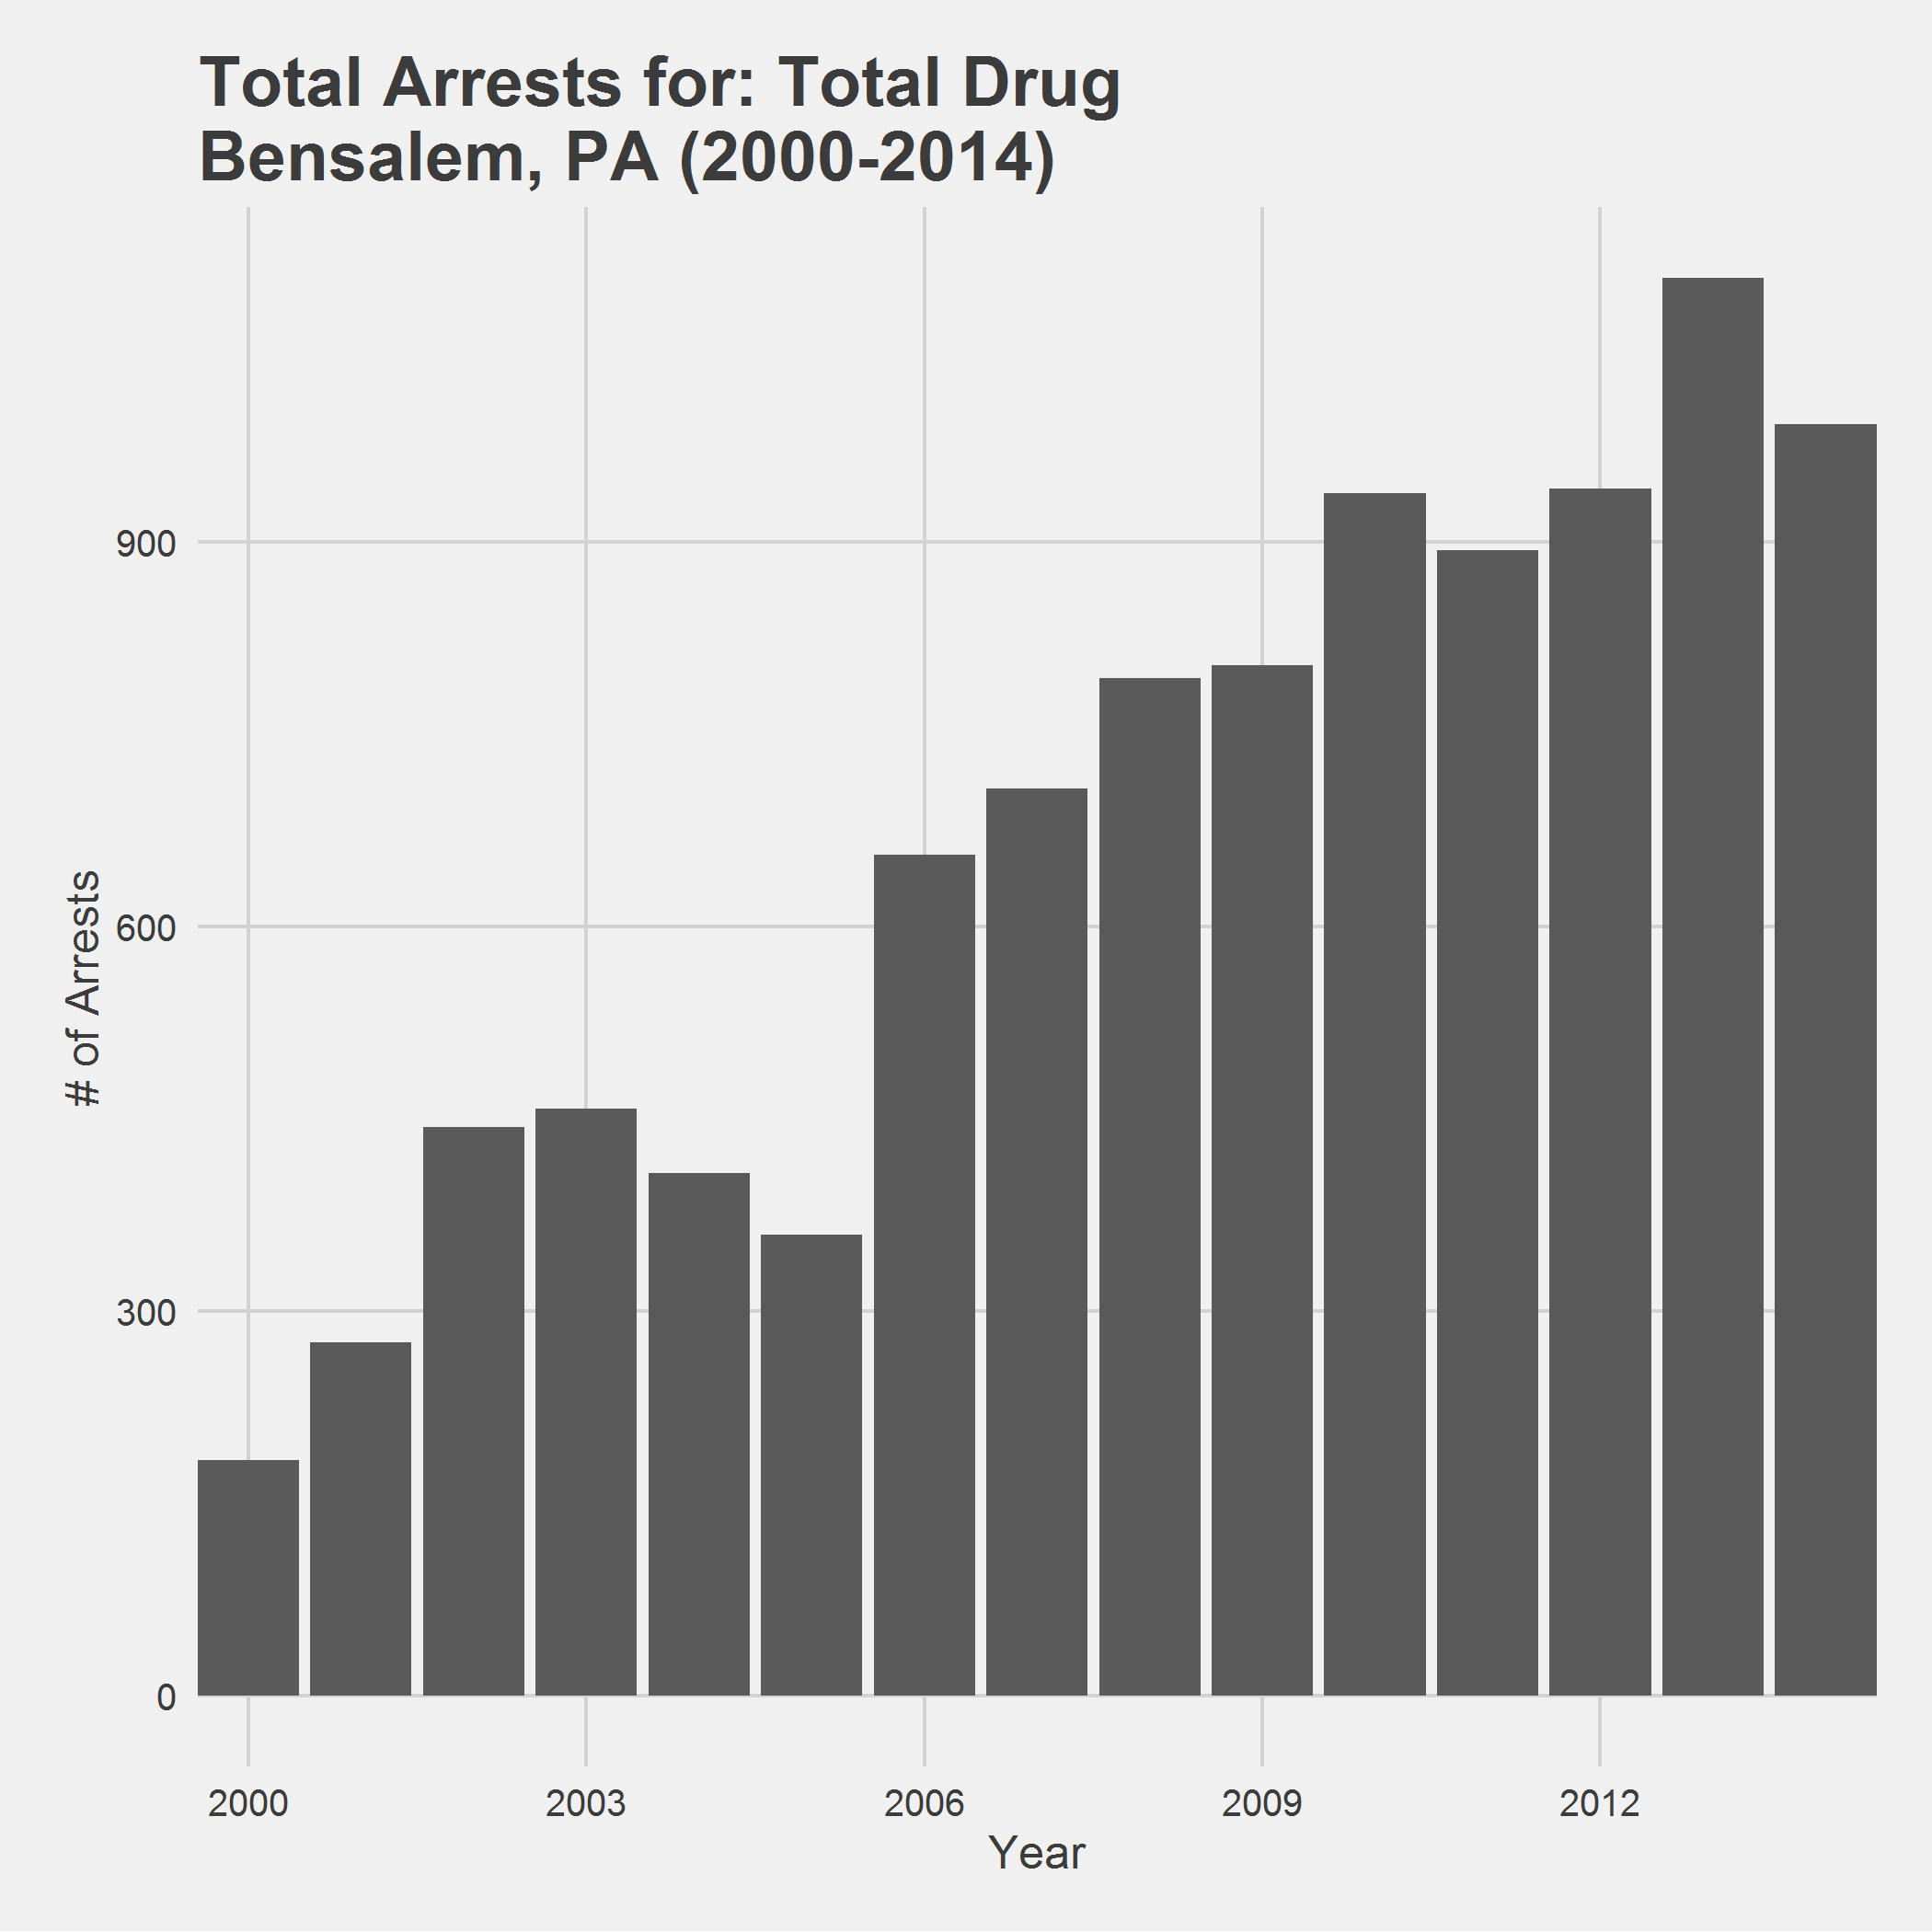 Total Arrests for: Total Drug
Bensalem, PA (2000-2014)
900
600
300
0
# of Arrests
2000 2003 2006 2009 2012
Year